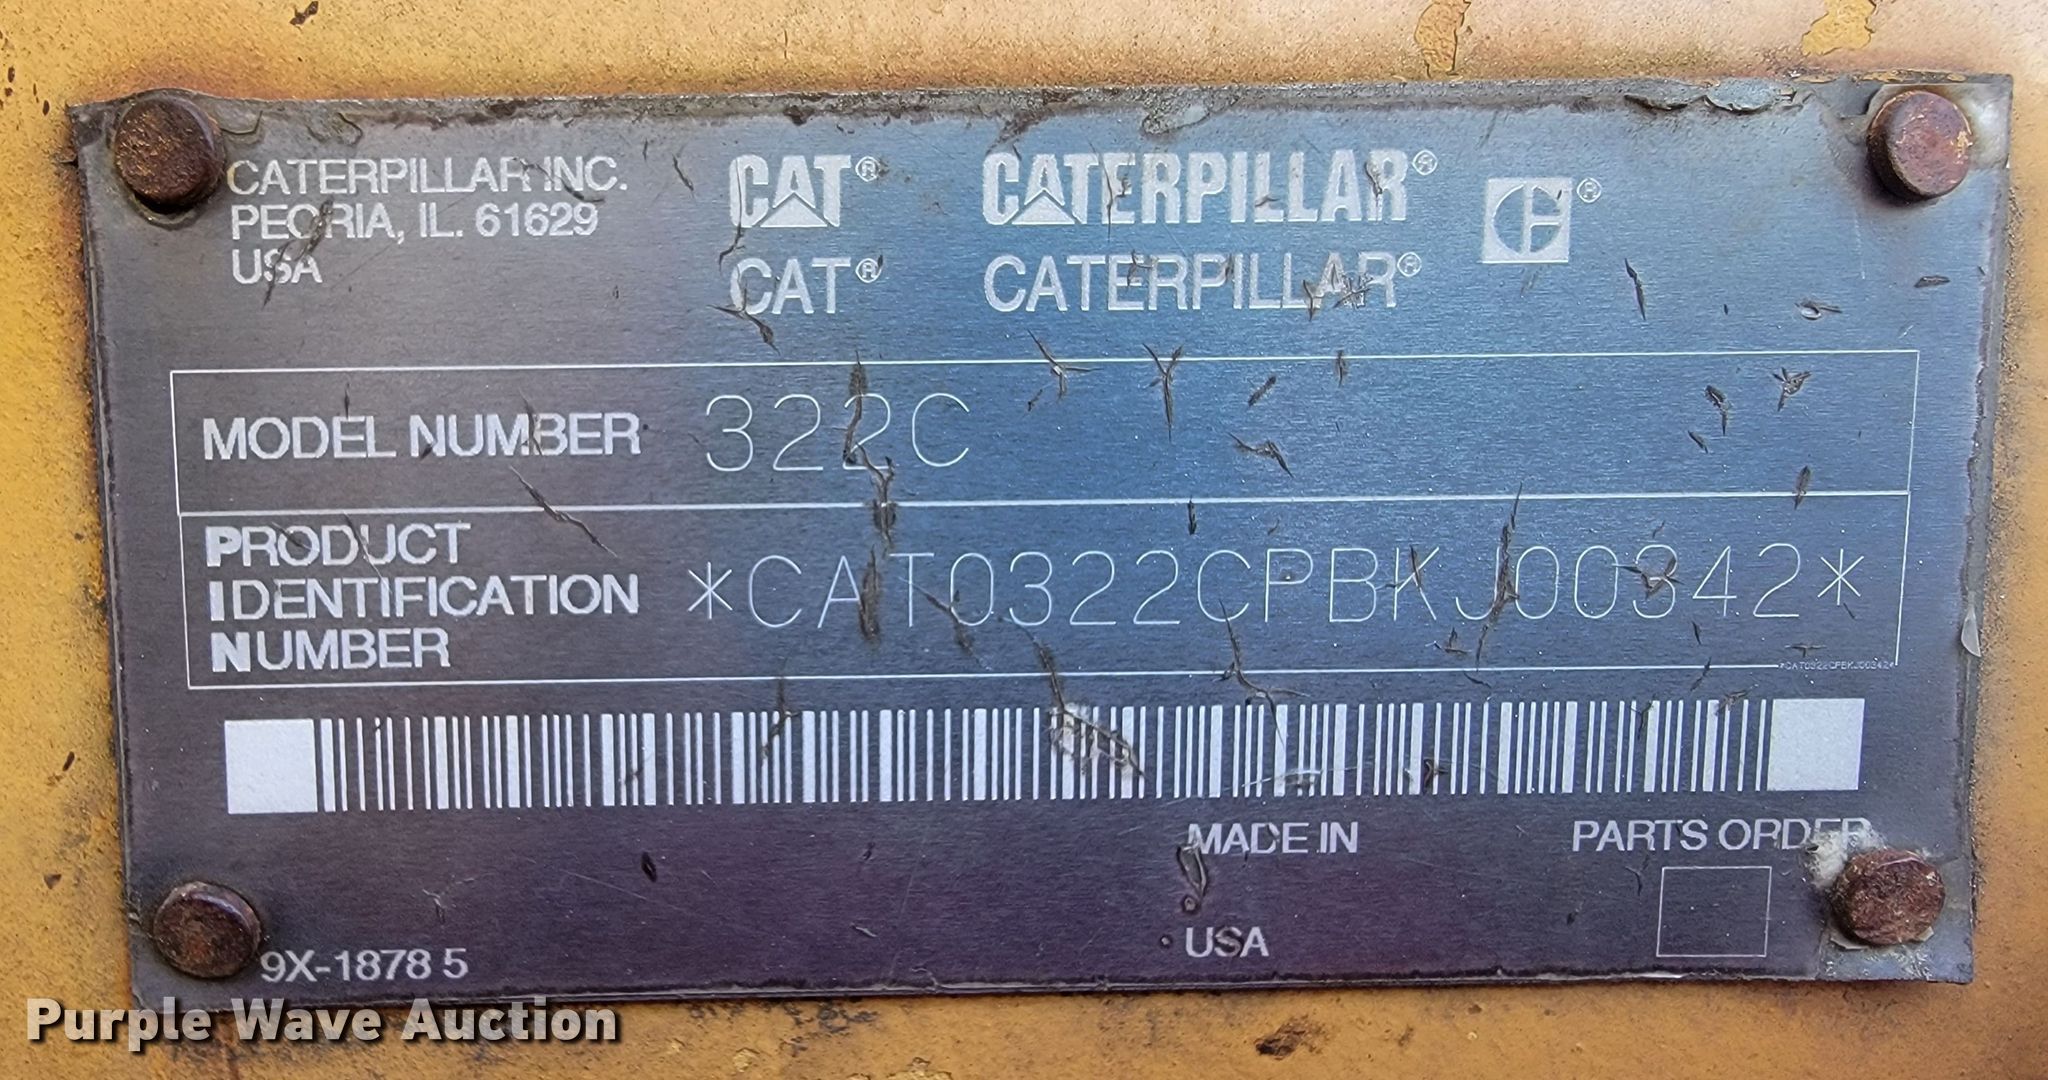 CATERPILLAR INC.
PEORIA, IL. 61629
USA
CAT® CATERPILLAR® ®
CAT® CATERPILLAR®
MODEL NUMBER 322C
PRODUCT
IDENTIFICATION
NUMBER
*CAT0322CPBKJ00342*
*CAT0322CPBKJ00342*
MADE IN
USA
PARTS ORDER
9X-1878 5
Purple Wave Auction